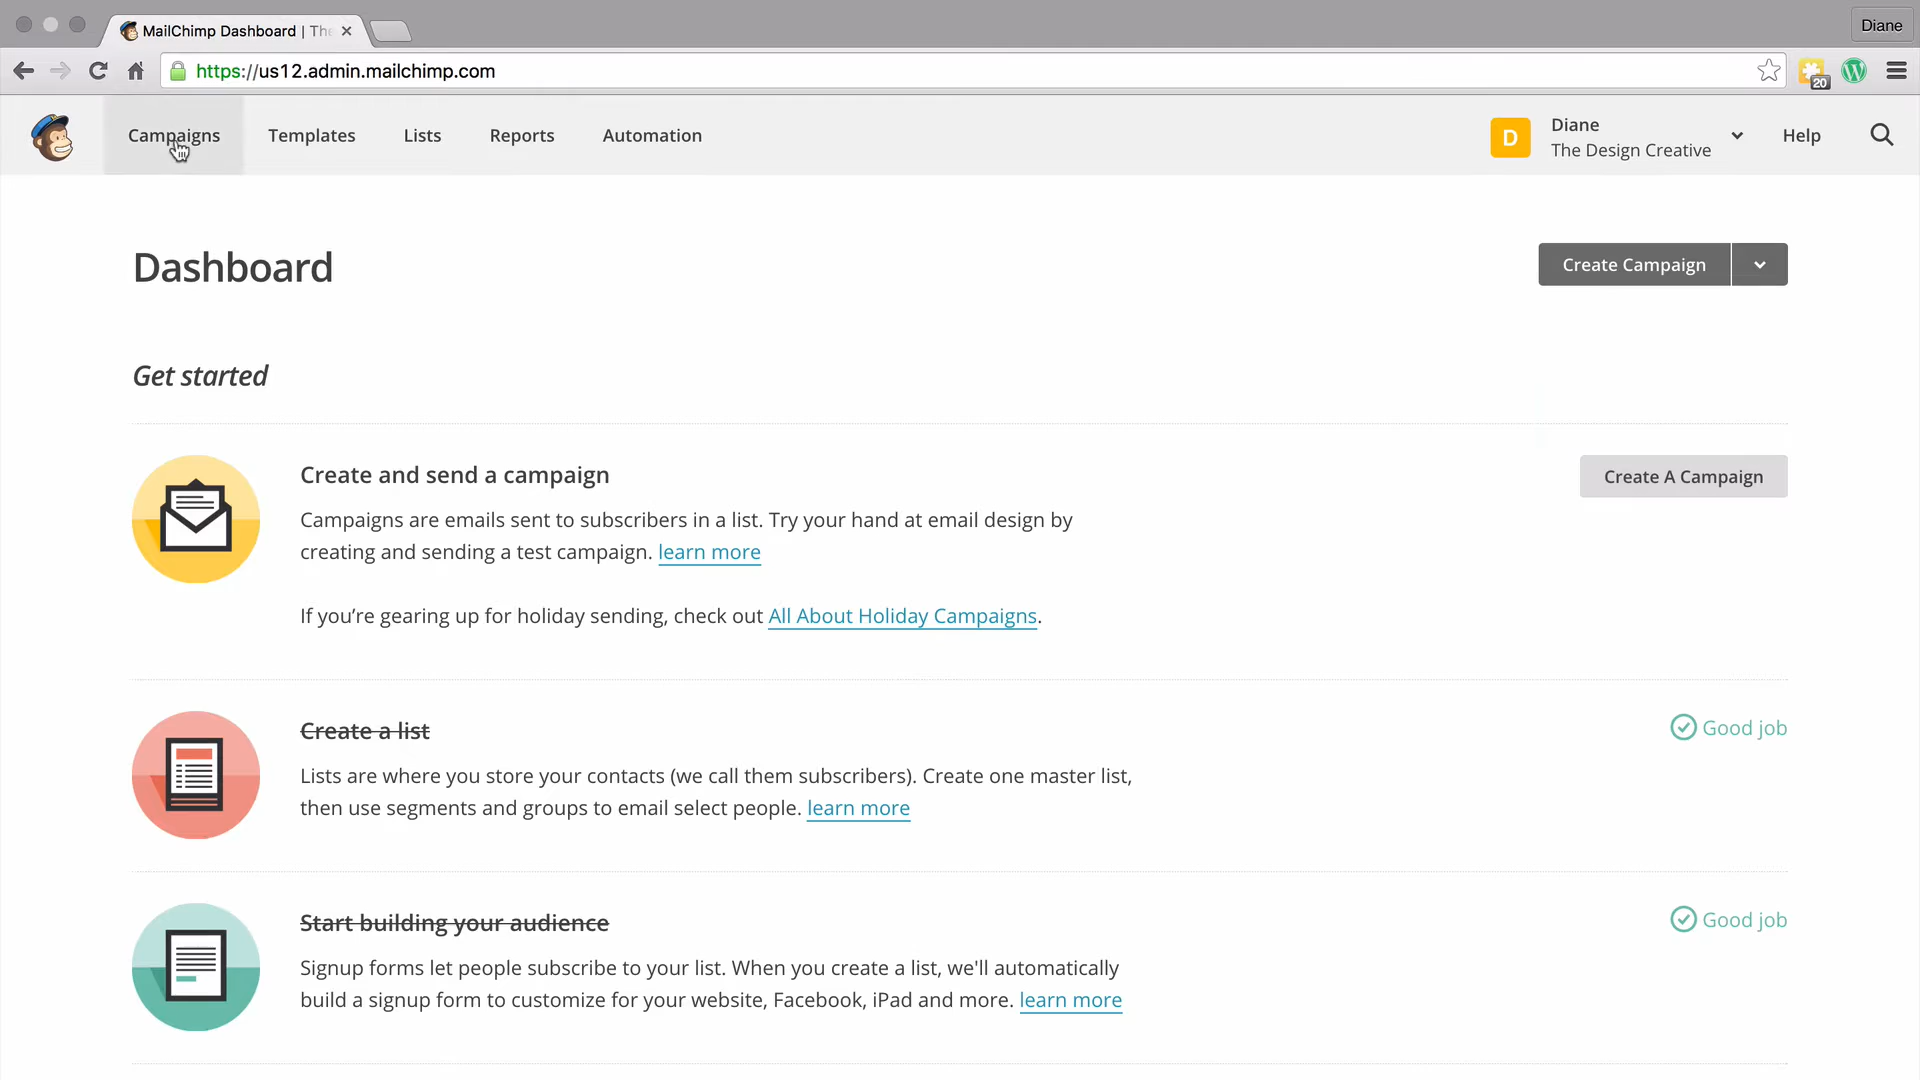 MailChimp Dashboard | The
Diane
https://us12.admin.mailchimp.com
20
Campaigns
Templates
Lists
Reports
Automation
D
Diane
The Design Creative
Help
Dashboard
Create Campaign
Get started
Create and send a campaign
Create A Campaign
Campaigns are emails sent to subscribers in a list. Try your hand at email design by
creating and sending a test campaign. learn more
If you’re gearing up for holiday sending, check out All About Holiday Campaigns.
Create a list
Good job
Lists are where you store your contacts (we call them subscribers). Create one master list,
then use segments and groups to email select people. learn more
Start building your audience
Good job
Signup forms let people subscribe to your list. When you create a list, we'll automatically
build a signup form to customize for your website, Facebook, iPad and more. learn more